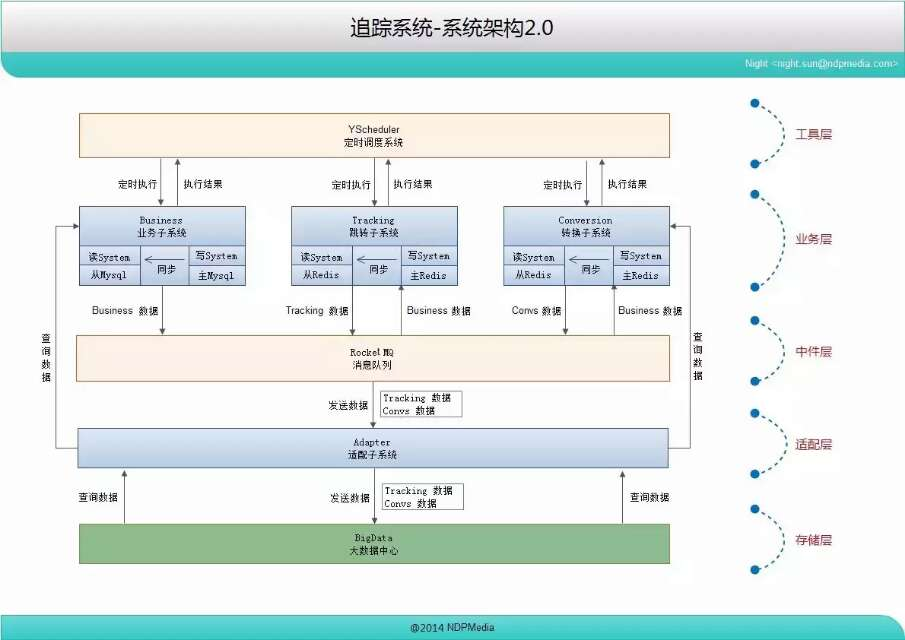 追踪系统-系统架构2.0
Night <night.sun@ndpmedia.com>
YScheduler
定时调度系统
工具层
定时执行
执行结果
定时执行
执行结果
定时执行
执行结果
Business
业务子系统
读System
从Mysql
同步
写System
主Mysql
Tracking
跳转子系统
读System
从Redis
同步
写System
主Redis
Conversion
转换子系统
读System
从Redis
同步
写System
主Redis
业务层
Business 数据
Tracking 数据
Business 数据
Convs 数据
Business 数据
查询数据
查询数据
Rocket MQ
消息队列
中件层
发送数据
Tracking 数据
Convs 数据
Adapter
适配子系统
适配层
查询数据
发送数据
Tracking 数据
Convs 数据
查询数据
BigData
大数据中心
存储层
@2014 NDPMedia